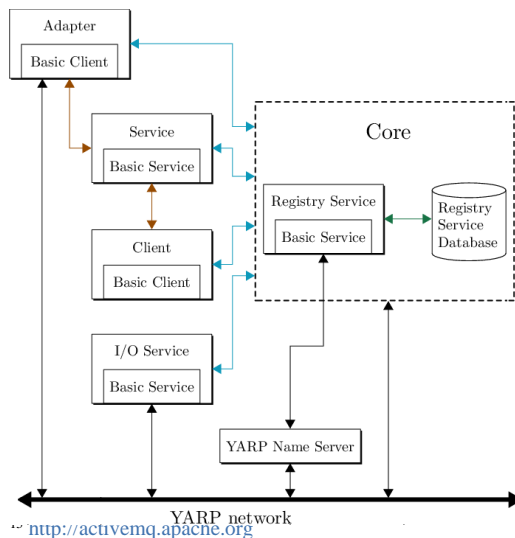 Adapter
Basic Client
Service
Basic Service
Client
Basic Client
I/O Service
Basic Service
Core
Registry Service
Basic Service
Registry
Service
Database
YARP Name Server
YARP network
http://activemq.apache.org